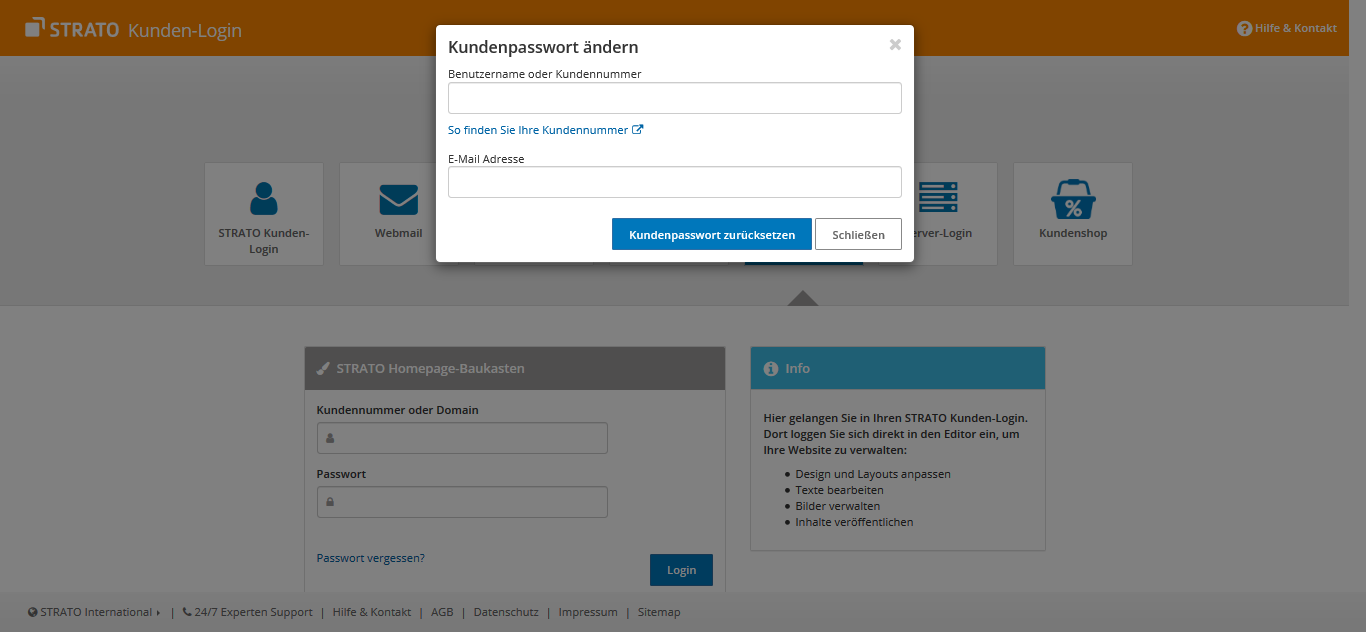 STRATO Kunden-Login
Hilfe & Kontakt
Kundenpasswort ändern
Benutzername oder Kundennummer
So finden Sie Ihre Kundennummer
E-Mail Adresse
Kundenpasswort zurücksetzen
Schließen
STRATO Kunden-
Login
Webmail
erver-Login
Kundenshop
STRATO Homepage-Baukasten
Kundennummer oder Domain
Passwort
Passwort vergessen?
Login
Info
Hier gelangen Sie in Ihren STRATO Kunden-Login.
Dort loggen Sie sich direkt in den Editor ein, um
Ihre Website zu verwalten:
Design und Layouts anpassen
Texte bearbeiten
Bilder verwalten
Inhalte veröffentlichen
STRATO International | 24/7 Experten Support | Hilfe & Kontakt | AGB | Datenschutz | Impressum | Sitemap